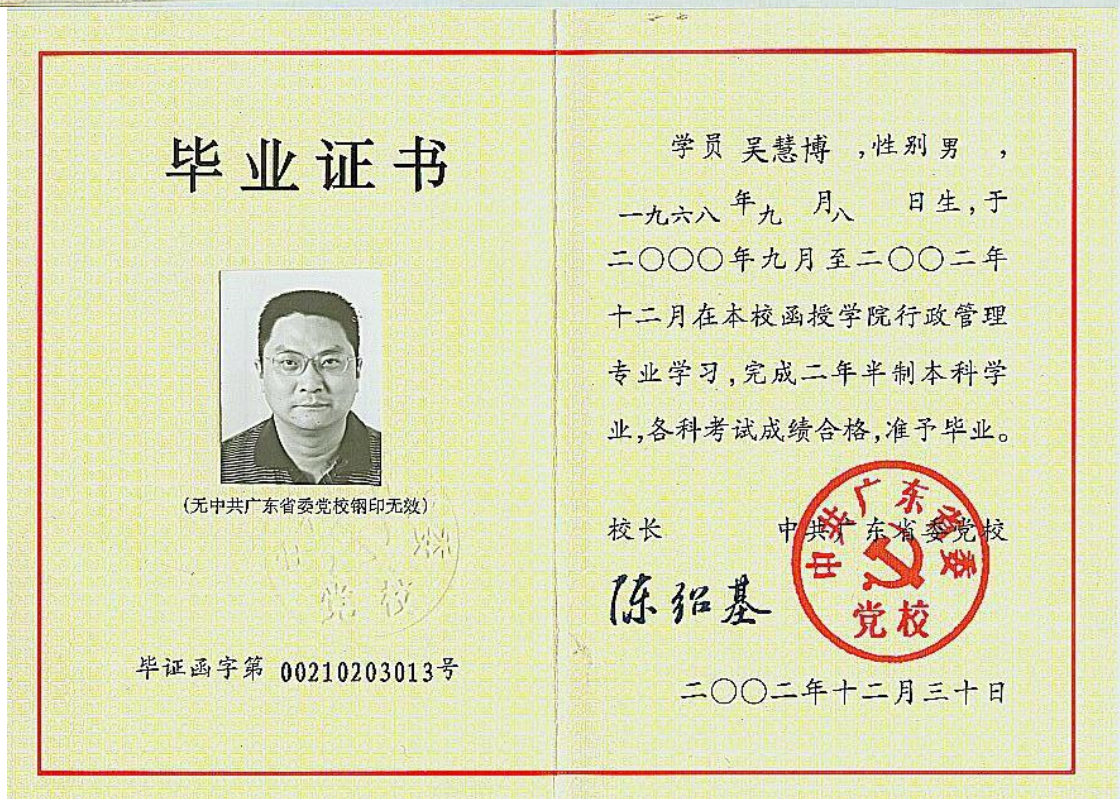 毕业证书
(无中共广东省委党校钢印无效)
党校
毕证函字第 00210203013号
学员 吴慧博 ,性别 男 ,
一九六八 年九 月八 日生,于
二〇〇〇年九月至二〇〇二年
十二月在本校函授学院行政管理
专业学习,完成二年半制本科学
业,各科考试成绩合格,准予毕业。
校长 中共广东省委党校
陈绍基
中共广东省委
党校
二〇〇二年十二月三十日